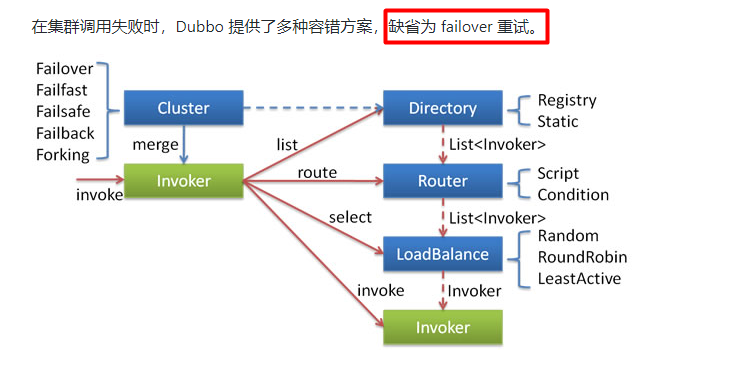 在集群调用失败时，Dubbo 提供了多种容错方案，缺省为 failover 重试。
Failover
Failfast
Failsafe
Failback
Forking
Cluster
Directory
Registry
Static
merge
list
List<Invoker>
invoke
Invoker
route
Router
Script
Condition
select
List<Invoker>
LoadBalance
Random
RoundRobin
LeastActive
invoke
Invoker
Invoker